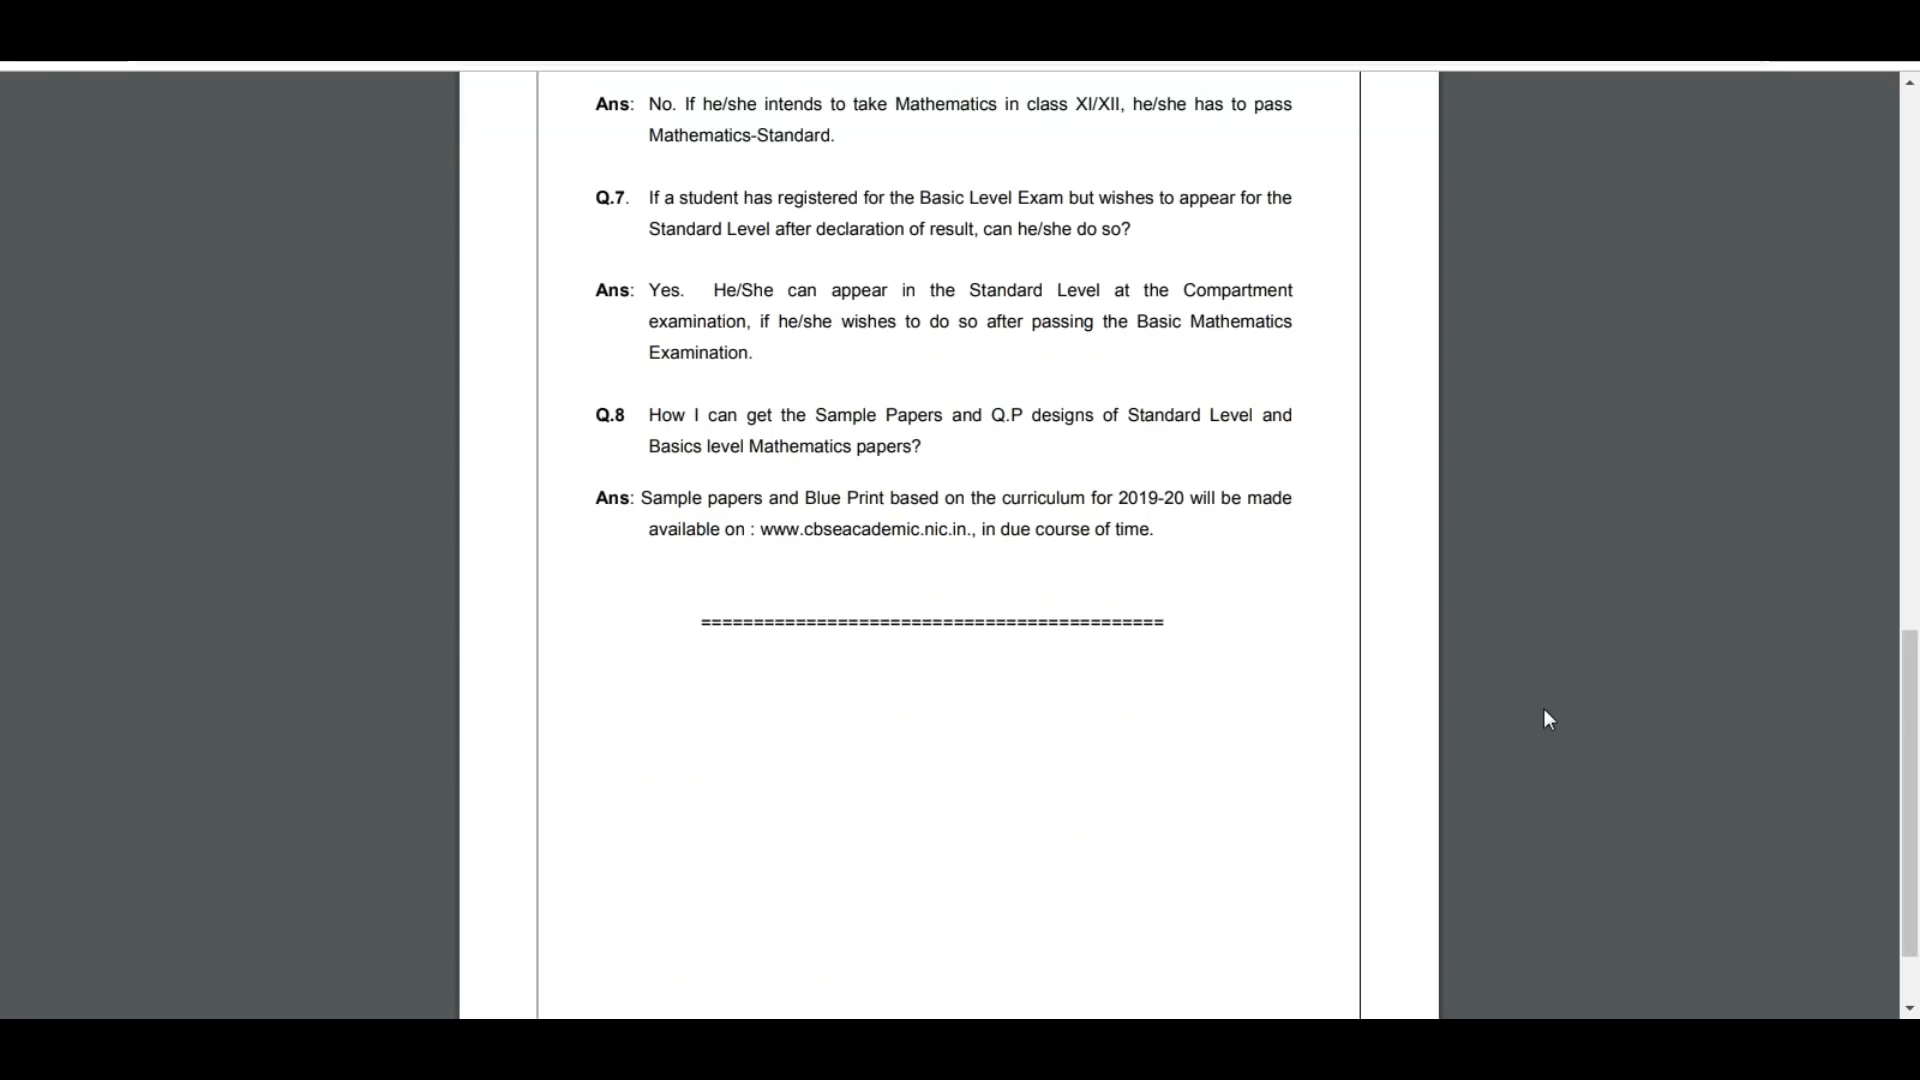 Ans: No. If he/she intends to take Mathematics in class XI/XII, he/she has to pass
Mathematics-Standard.
Q.7. If a student has registered for the Basic Level Exam but wishes to appear for the
Standard Level after declaration of result, can he/she do so?
Ans: Yes. He/She can appear in the Standard Level at the Compartment
examination, if he/she wishes to do so after passing the Basic Mathematics
Examination.
Q.8 How I can get the Sample Papers and Q.P designs of Standard Level and
Basics level Mathematics papers?
Ans: Sample papers and Blue Print based on the curriculum for 2019-20 will be made
available on : www.cbseacademic.nic.in., in due course of time.
============================================